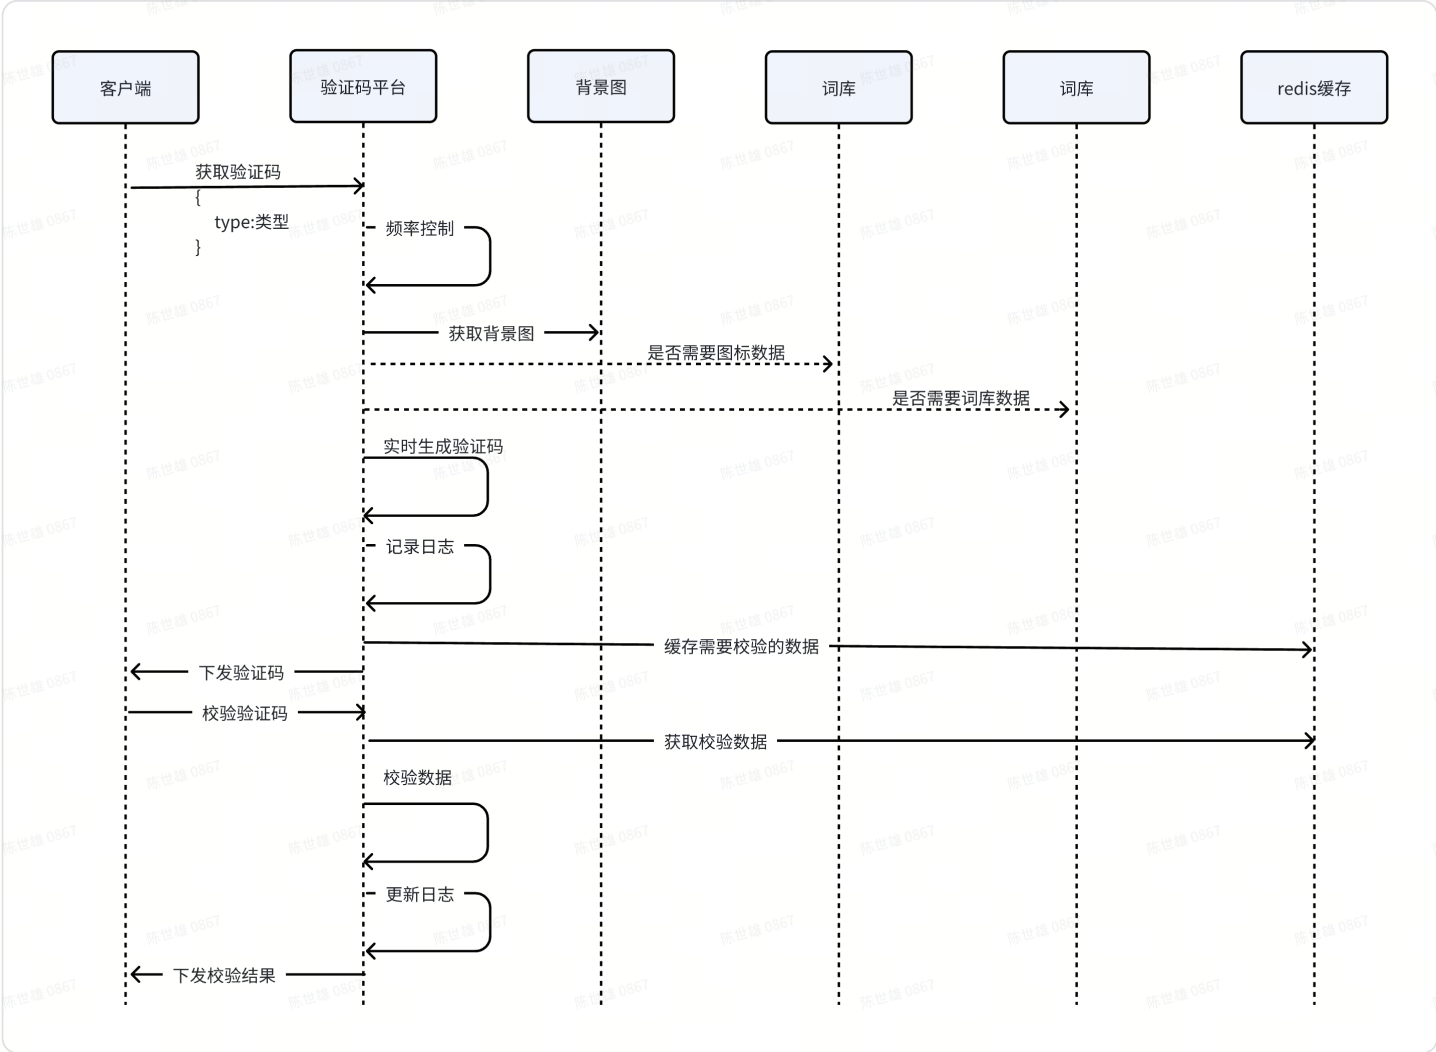 客户端
验证码平台
背景图
词库
词库
redis缓存
获取验证码
{
type:类型
}
频率控制
获取背景图
是否需要图标数据
是否需要词库数据
实时生成验证码
记录日志
缓存需要校验的数据
下发验证码
校验验证码
获取校验数据
校验数据
更新日志
下发校验结果
陈世雄 0867